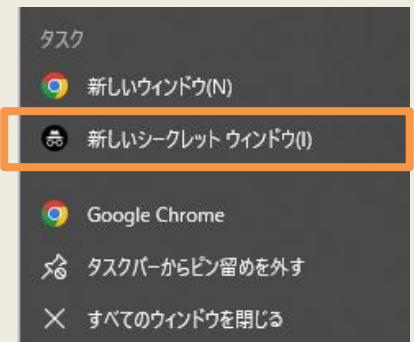 タスク
新しいウィンドウ(N)
新しいシークレット ウィンドウ(I)
Google Chrome
タスクバーからピン留めを外す
すべてのウィンドウを閉じる